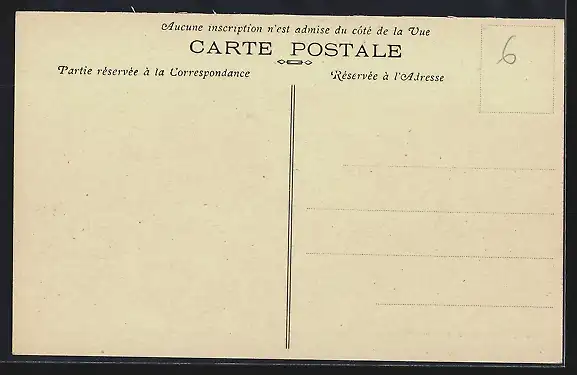 Aucune inscription n'est admise du côté de la Vue
CARTE POSTALE
Partie réservée à la Correspondance
Réservée à l'Adresse
6